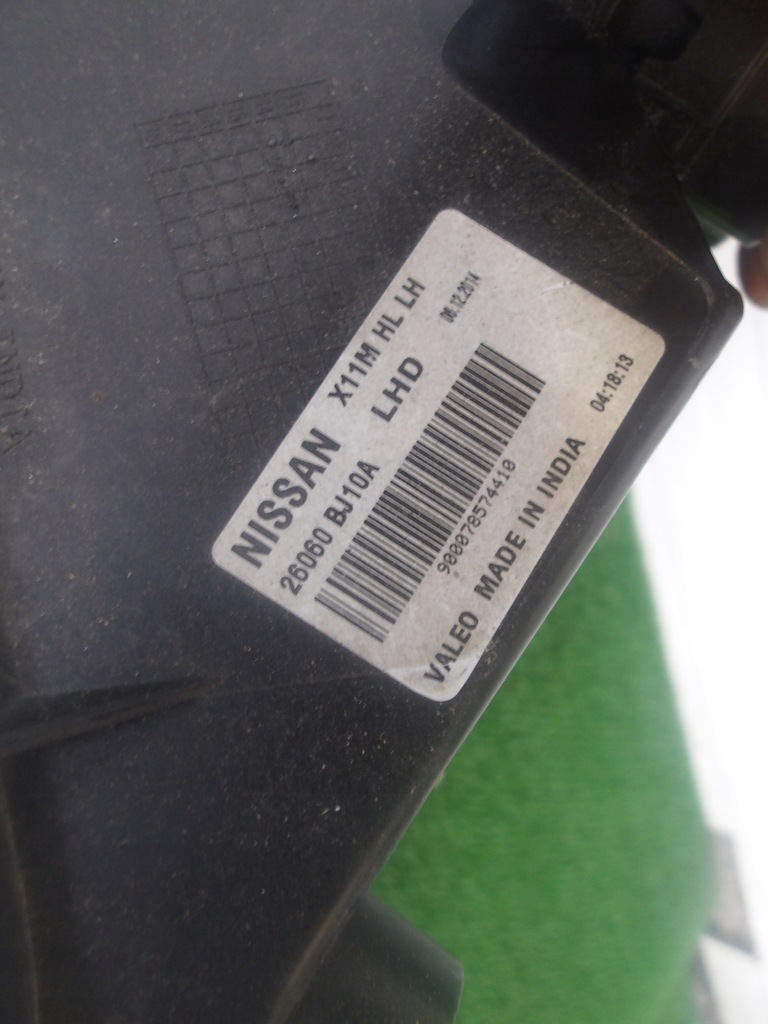 NISSAN X11M HL LH
26060 BJ10A LHD 06.12.2014
900078574410
VALEO MADE IN INDIA 04:18:13